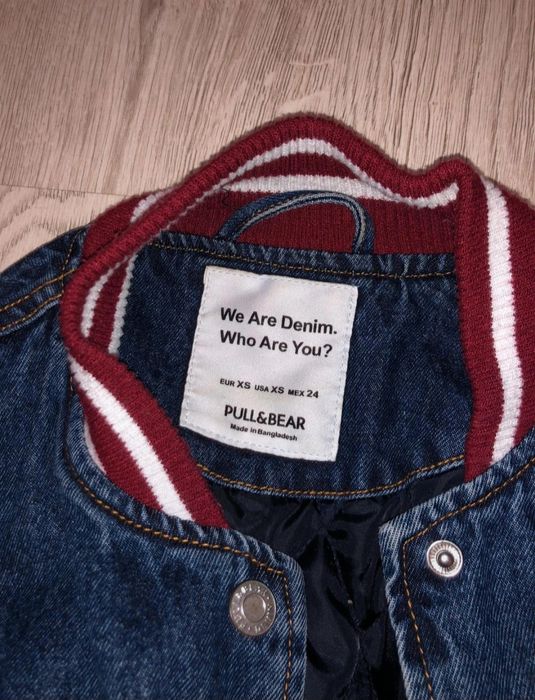 We Are Denim.
Who Are You?
EUR XS USA XS MEX 24
PULL&BEAR
Made in Bangladesh